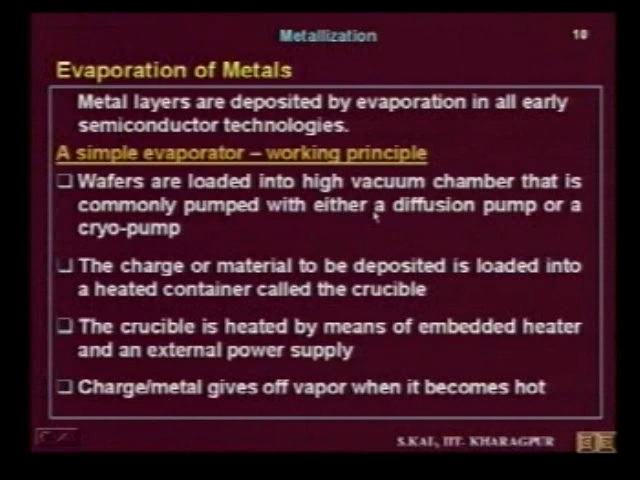 Metallization
10
Evaporation of Metals
Metal layers are deposited by evaporation in all early
semiconductor technologies.
A simple evaporator – working principle
❑ Wafers are loaded into high vacuum chamber that is
commonly pumped with either a diffusion pump or a
cryo-pump
❑ The charge or material to be deposited is loaded into
a heated container called the crucible
❑ The crucible is heated by means of embedded heater
and an external power supply
❑ Charge/metal gives off vapor when it becomes hot
S.KAL, IIT- KHARAGPUR